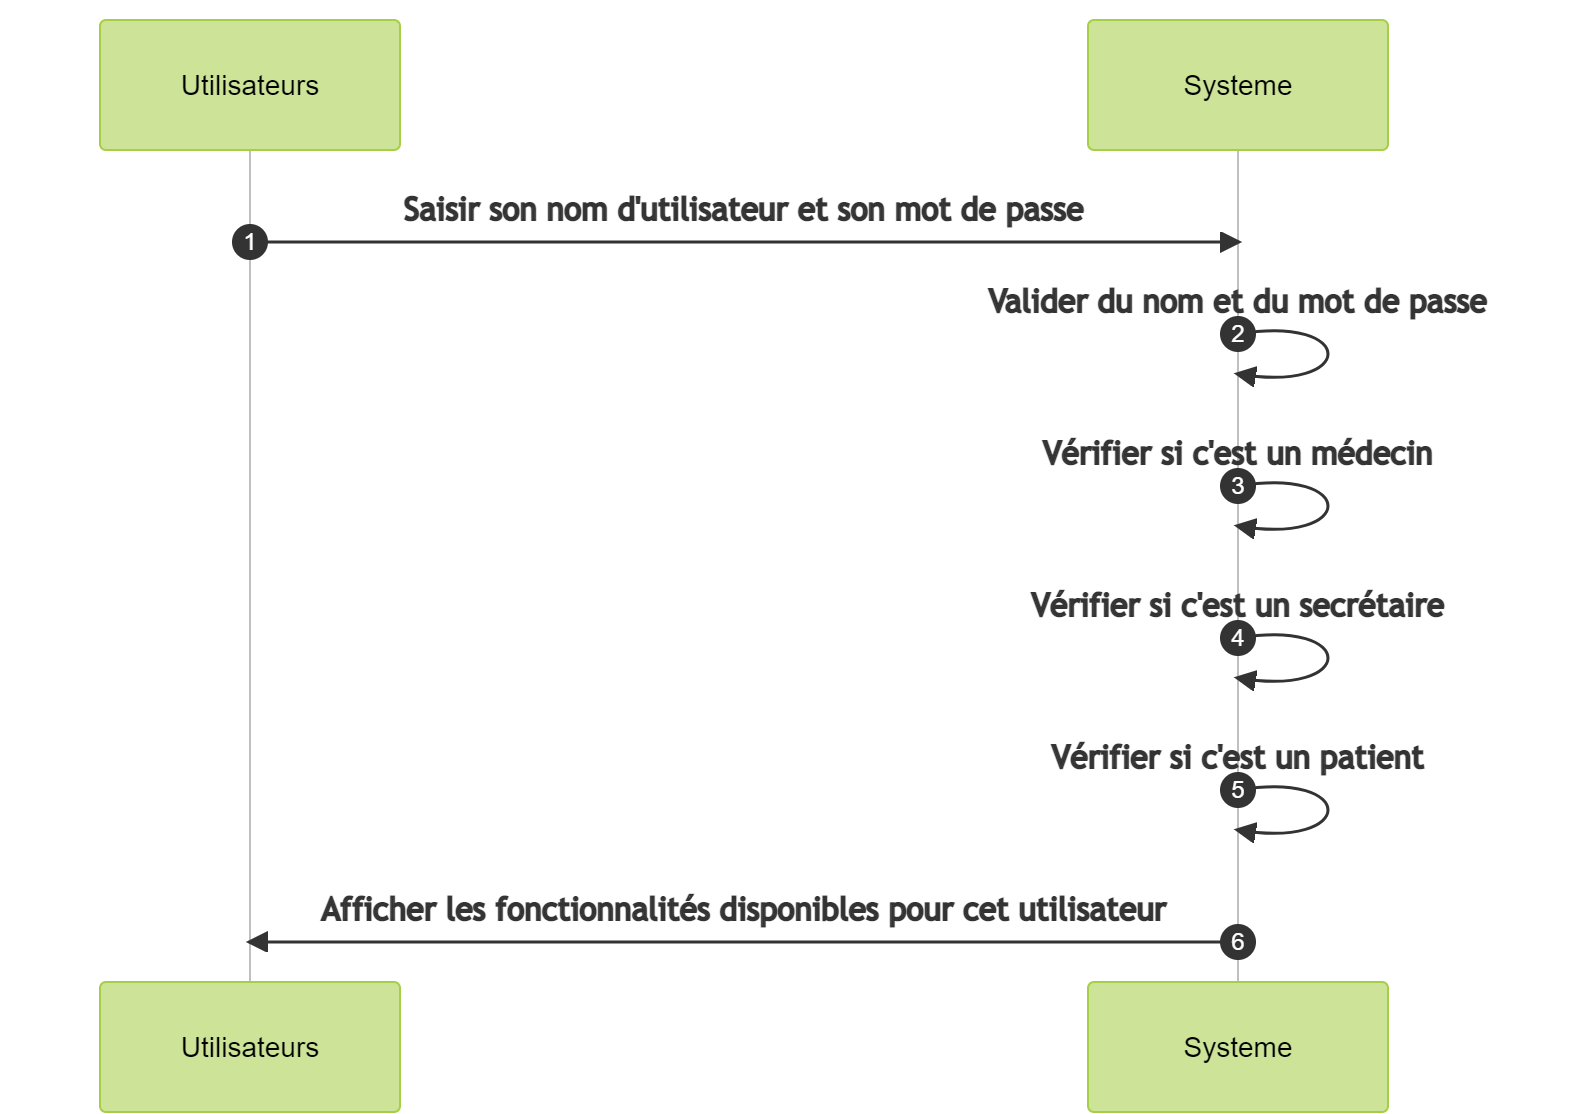 Utilisateurs
Systeme
Saisir son nom d'utilisateur et son mot de passe
1
Valider du nom et du mot de passe
2
Vérifier si c'est un médecin
3
Vérifier si c'est un secrétaire
4
Vérifier si c'est un patient
5
Afficher les fonctionnalités disponibles pour cet utilisateur
6
Utilisateurs
Systeme